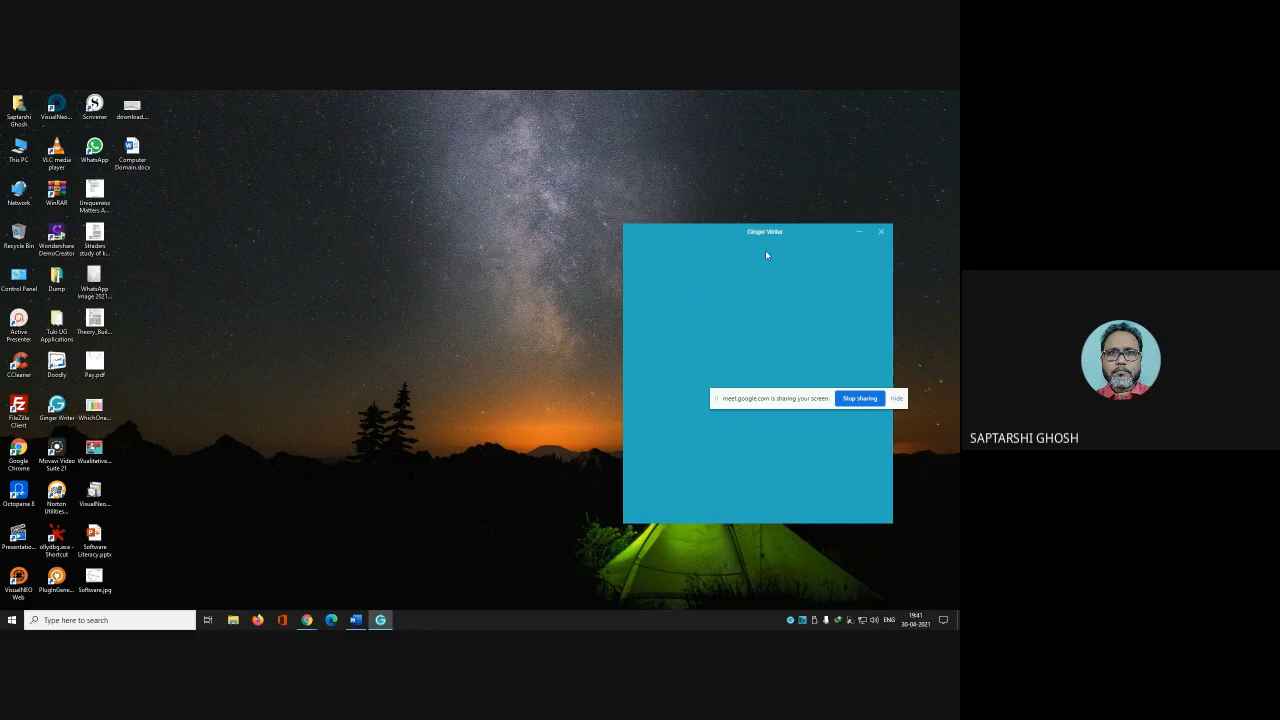 Saptarshi
Ghosh
VisualNeo...
Scrivener
download....
This PC
VLC media
player
WhatsApp
Computer
Domain.docx
Network
WinRAR
Uniqueness
Matters A...
Recycle Bin
Wondershare
DemoCreator
Straders
study of k...
Control Panel
Dump
WhatsApp
Image 2021...
Active
Presenter
Tuki UG
Applications
Theory_Buil...
CCleaner
Doodly
Pay.pdf
FileZilla
Client
Ginger Writer
WhichOne...
Google
Chrome
Movavi Video
Suite 21
Wualitative...
Octoparse 8
Norton
Utilities...
VisualNeo...
Presentatio...
ollydbg.exe -
Shortcut
Software
Literacy.pptx
VisualNEO
Web
PlugInGene...
Software.jpg
Ginger Writer
meet.google.com is sharing your screen.
Stop sharing
Hide
SAPTARSHI GHOSH
Type here to search
ENG
19:41
30-04-2021